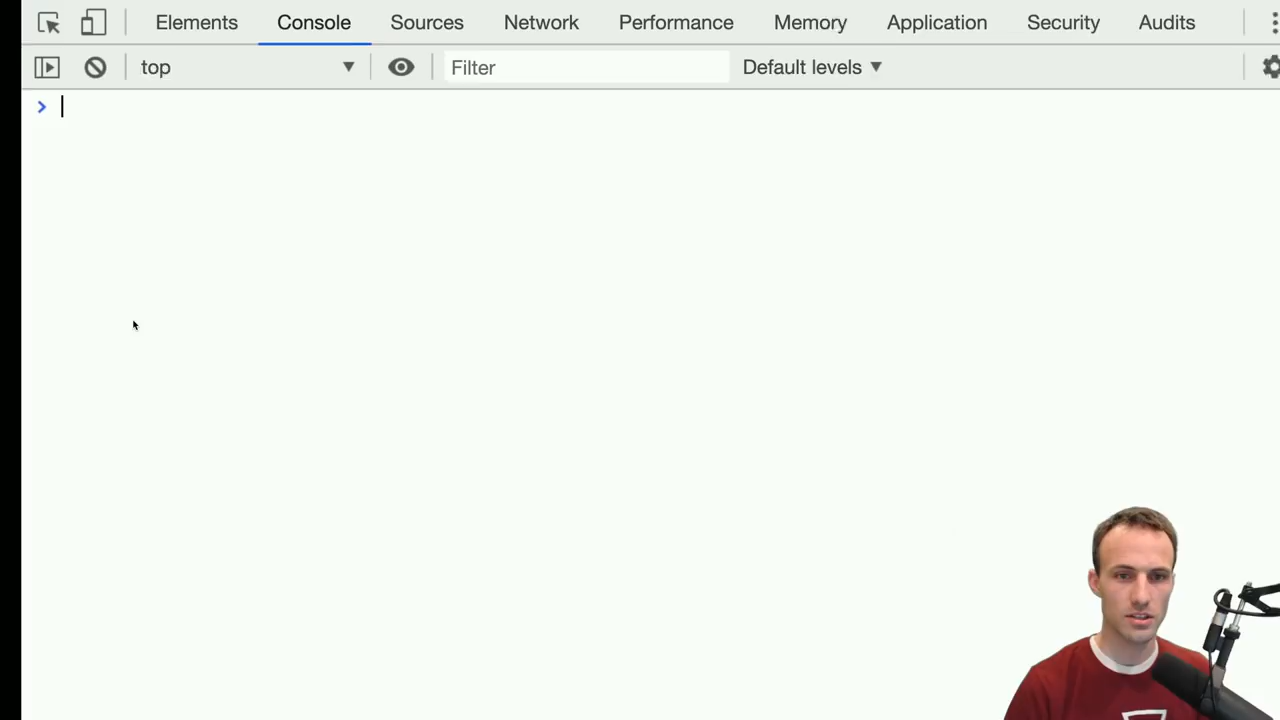 Elements Console Sources Network Performance Memory Application Security Audits
top Filter Default levels